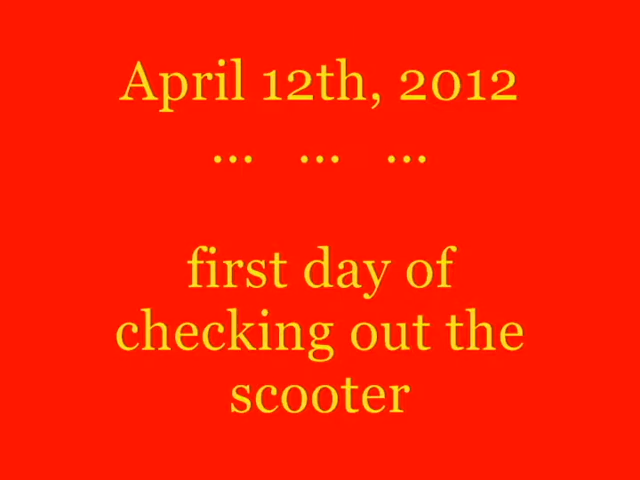 April 12th, 2012
... ... ...
first day of
checking out the
scooter